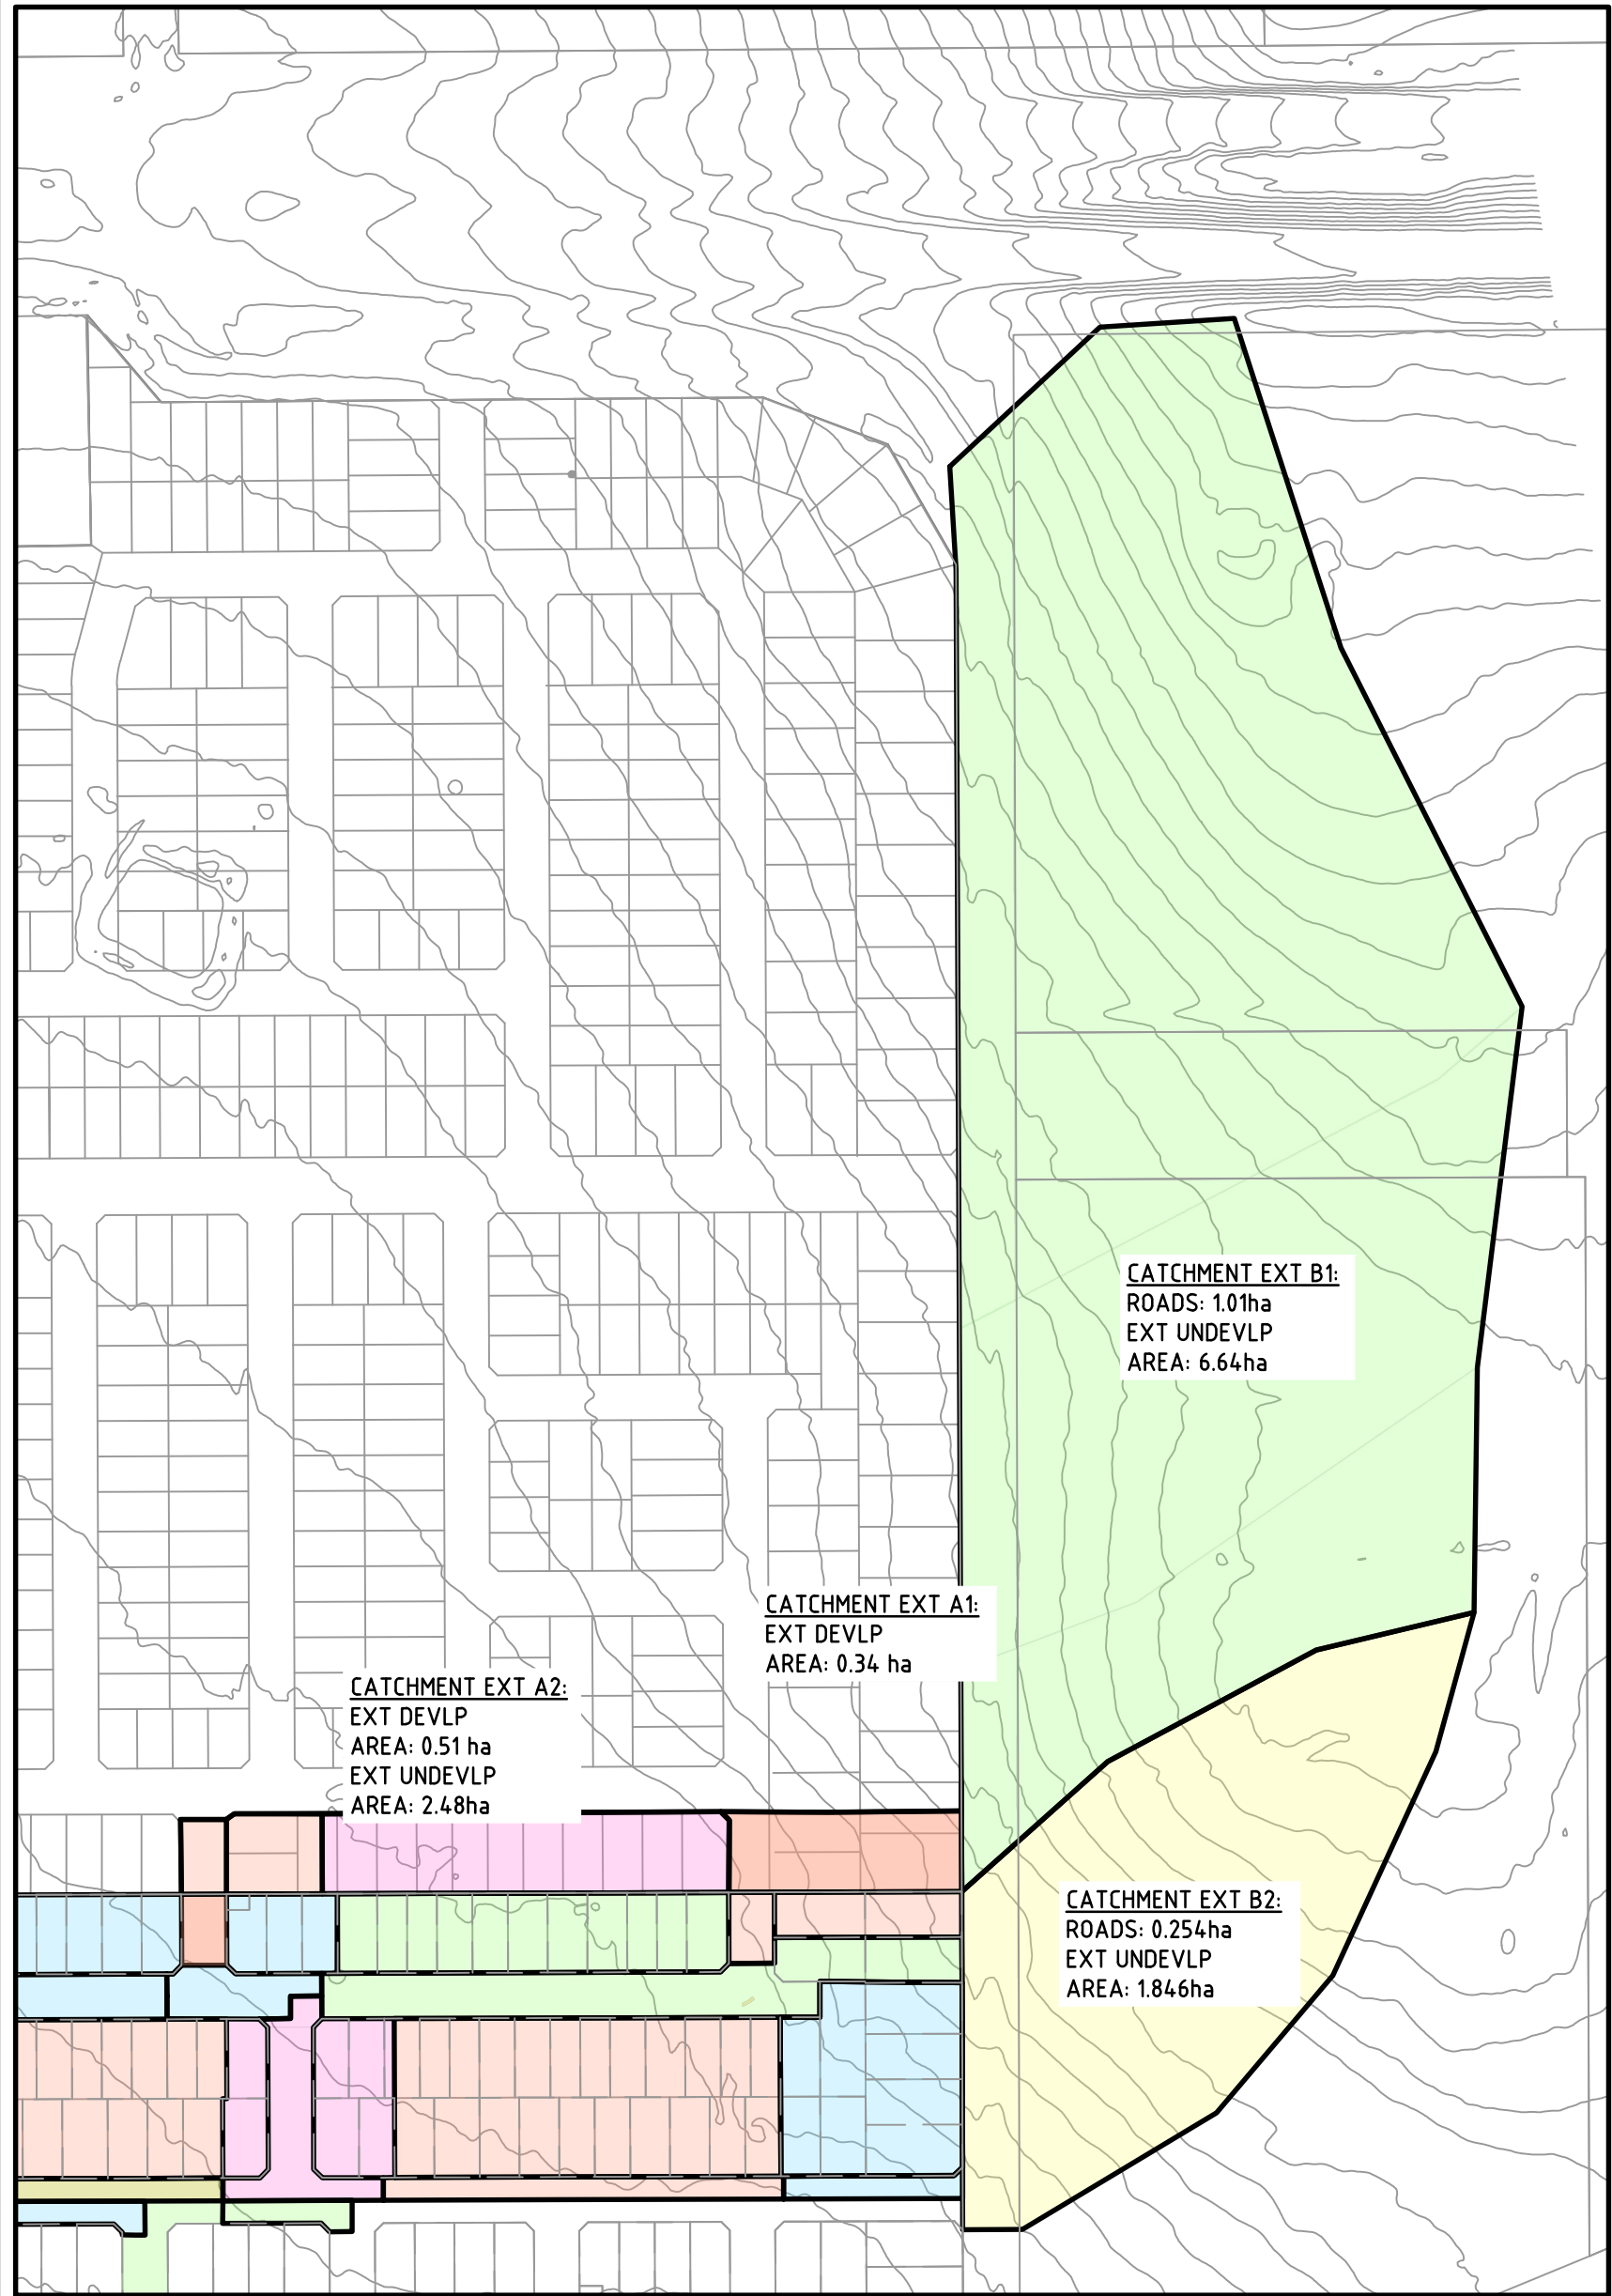 CATCHMENT EXT B1:
ROADS: 1.01ha
EXT UNDEVLP
AREA: 6.64ha
CATCHMENT EXT A1:
EXT DEVLP
AREA: 0.34 ha
CATCHMENT EXT A2:
EXT DEVLP
AREA: 0.51 ha
EXT UNDEVLP
AREA: 2.48ha
CATCHMENT EXT B2:
ROADS: 0.254ha
EXT UNDEVLP
AREA: 1.846ha